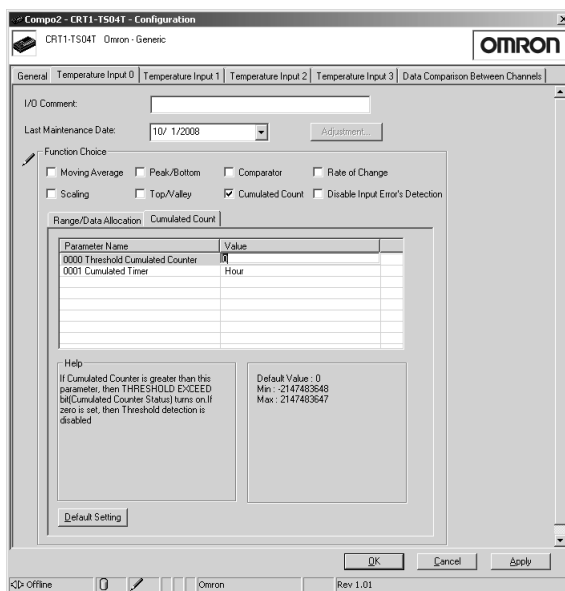 Compo2 - CRT1-TS04T - Configuration
CRT1-TS04T Omron - Generic
OMRON
General Temperature Input 0 Temperature Input 1 Temperature Input 2 Temperature Input 3 Data Comparison Between Channels
I/O Comment:
Last Maintenance Date: 10/ 1/2008 Adjustment...
Function Choice
Moving Average Peak/Bottom Comparator Rate of Change
Scaling Top/Valley Cumulated Count Disable Input Error's Detection
Range/Data Allocation Cumulated Count
Parameter Name Value
0000 Threshold Cumulated Counter 0
0001 Cumulated Timer Hour
Help
If Cumulated Counter is greater than this
parameter, then THRESHOLD EXCEED
bit(Cumulated Counter Status) turns on.If
zero is set, then Threshold detection is
disabled
Default Value : 0
Min : -2147483648
Max : 2147483647
Default Setting
OK Cancel Apply
Offline Omron Rev 1.01